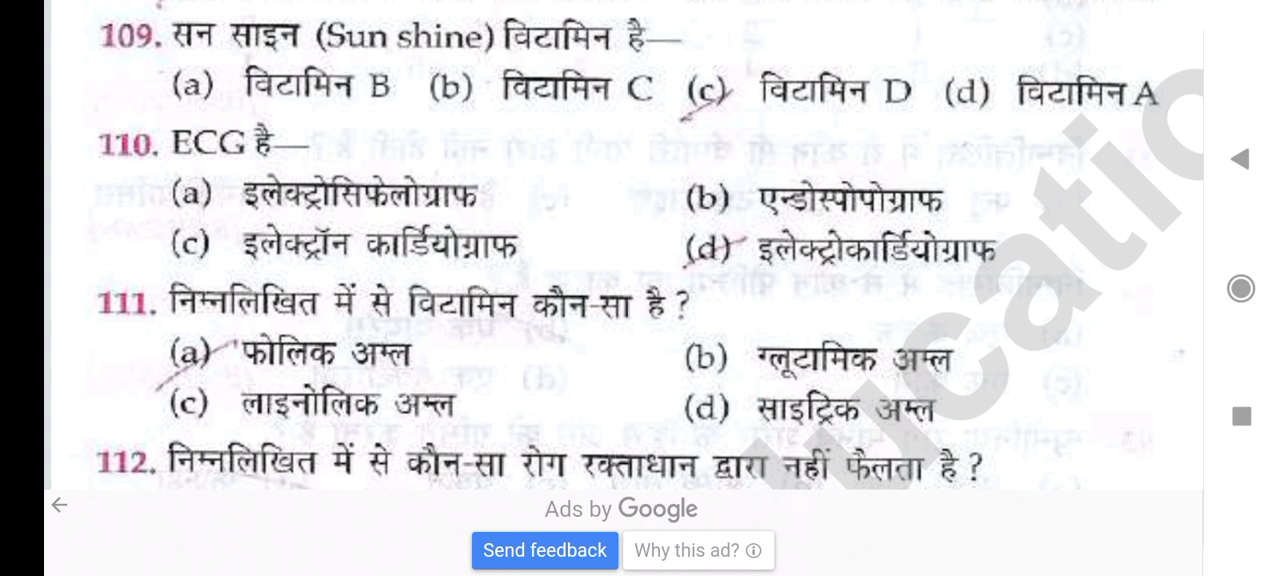 109. सन साइन (Sun shine) विटामिन है—
(a) विटामिन B (b) विटामिन C (c) विटामिन D (d) विटामिन A
110. ECG है—
(a) इलेक्ट्रोसिफेलोग्राफ (b) एन्डोस्पोपोग्राफ
(c) इलेक्ट्रॉन कार्डियोग्राफ (d) इलेक्ट्रोकार्डियोग्राफ
111. निम्नलिखित में से विटामिन कौन-सा है ?
(a) फोलिक अम्ल (b) ग्लूटामिक अम्ल
(c) लाइनोलिक अम्ल (d) साइट्रिक अम्ल
112. निम्नलिखित में से कौन-सा रोग रक्ताधान द्वारा नहीं फैलता है ?
ucatio
Ads by Google
Send feedback Why this ad?